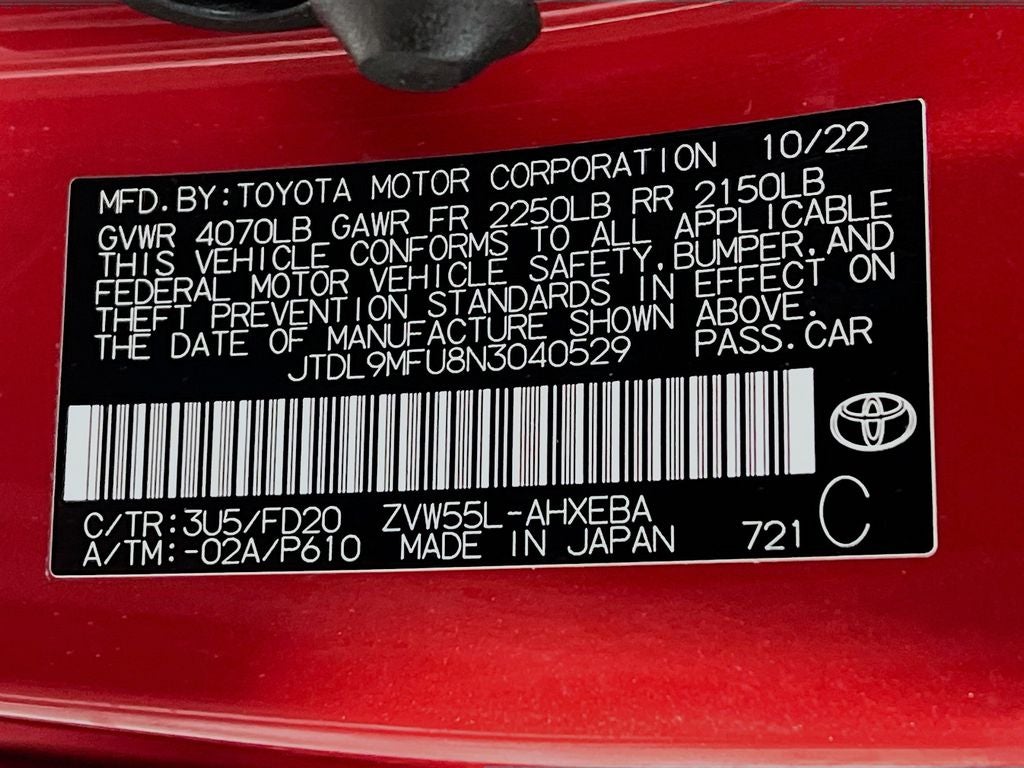 MFD. BY: TOYOTA MOTOR CORPORATION 10/22
GVWR 4070LB GAWR FR 2250LB RR 2150LB
THIS VEHICLE CONFORMS TO ALL APPLICABLE
FEDERAL MOTOR VEHICLE SAFETY, BUMPER, AND
THEFT PREVENTION STANDARDS IN EFFECT ON
THE DATE OF MANUFACTURE SHOWN ABOVE.
JTDL9MFU8N3040529 PASS. CAR
C/TR: 3U5/FD20 ZVW55L-AHXEBA
A/TM: -02A/P610 MADE IN JAPAN 721 C